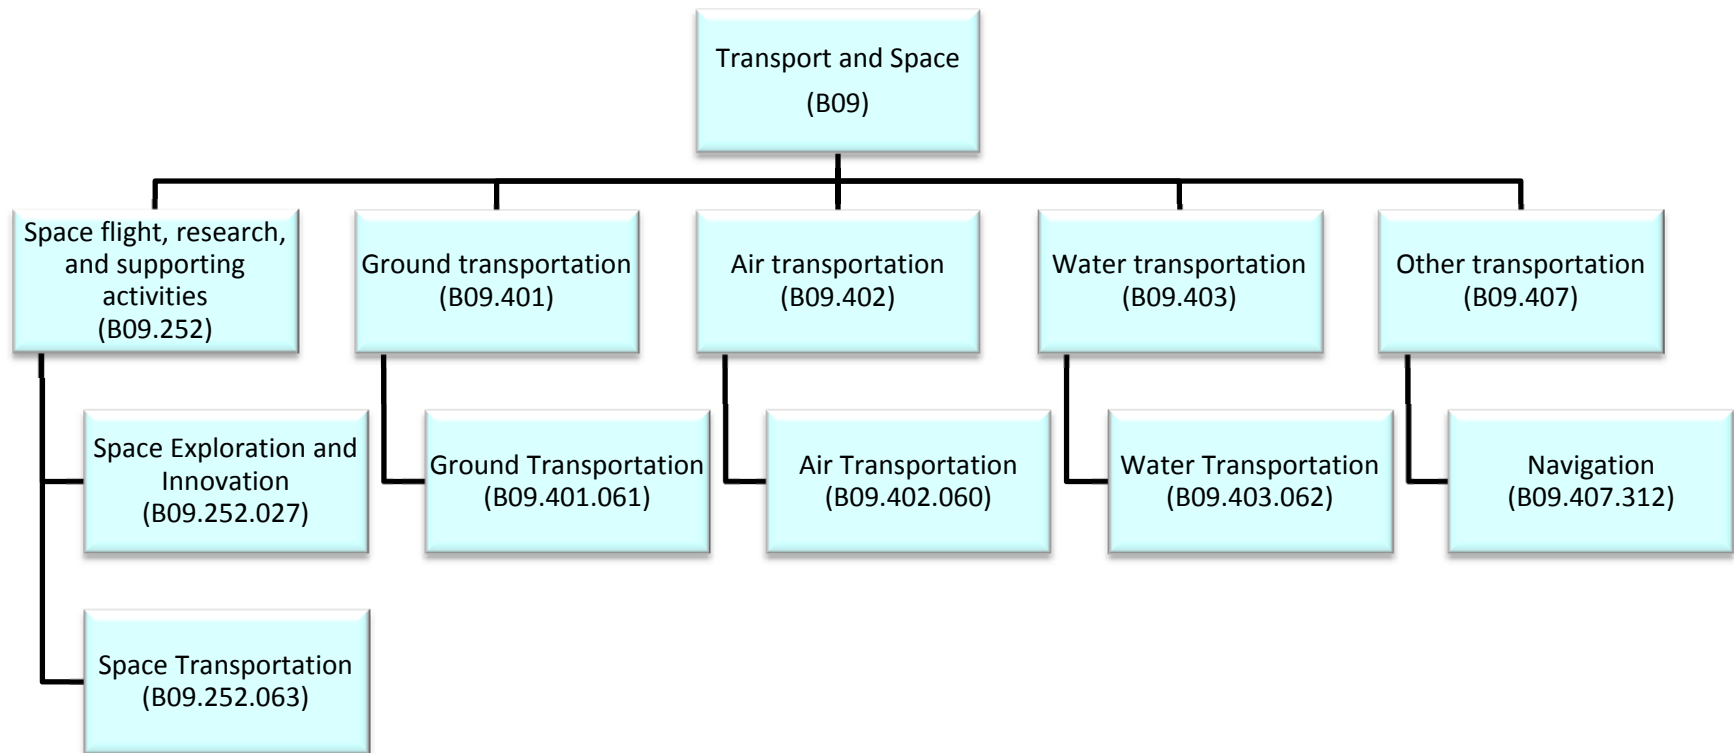 Transport and Space
(B09)
Space flight, research,
and supporting
activities
(B09.252)
Ground transportation
(B09.401)
Air transportation
(B09.402)
Water transportation
(B09.403)
Other transportation
(B09.407)
Space Exploration and
Innovation
(B09.252.027)
Ground Transportation
(B09.401.061)
Air Transportation
(B09.402.060)
Water Transportation
(B09.403.062)
Navigation
(B09.407.312)
Space Transportation
(B09.252.063)